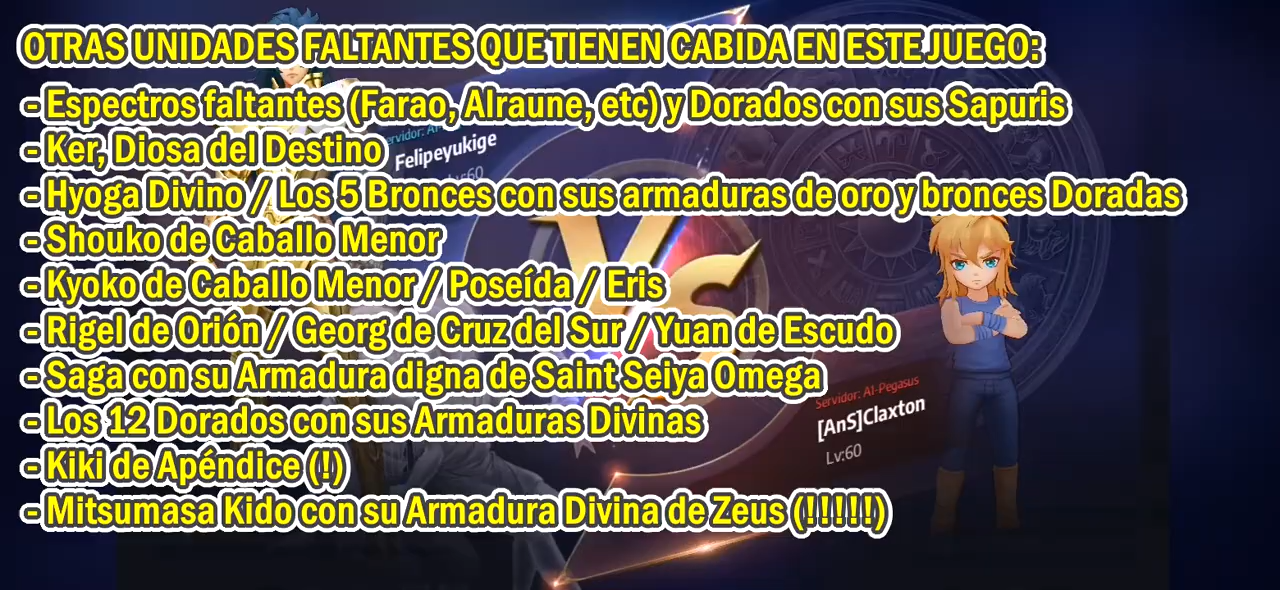 OTRAS UNIDADES FALTANTES QUE TIENEN CABIDA EN ESTE JUEGO:
- Espectros faltantes (Farao, Alraune, etc) y Dorados con sus Sapuris
- Ker, Diosa del Destino
Felipeyukige
- Hyoga Divino / Los 5 Bronces con sus armaduras de oro y bronces Doradas
VS
- Shouko de Caballo Menor
- Kyoko de Caballo Menor / Poseída / Eris
- Rigel de Orión / Georg de Cruz del Sur / Yuan de Escudo
- Saga con su Armadura digna de Saint Seiya Omega
Servidor: A1-Pegasus
- Los 12 Dorados con sus Armaduras Divinas
[AnS]Claxton
Lv:60
- Kiki de Apéndice (!)
- Mitsumasa Kido con su Armadura Divina de Zeus (!!!!!)